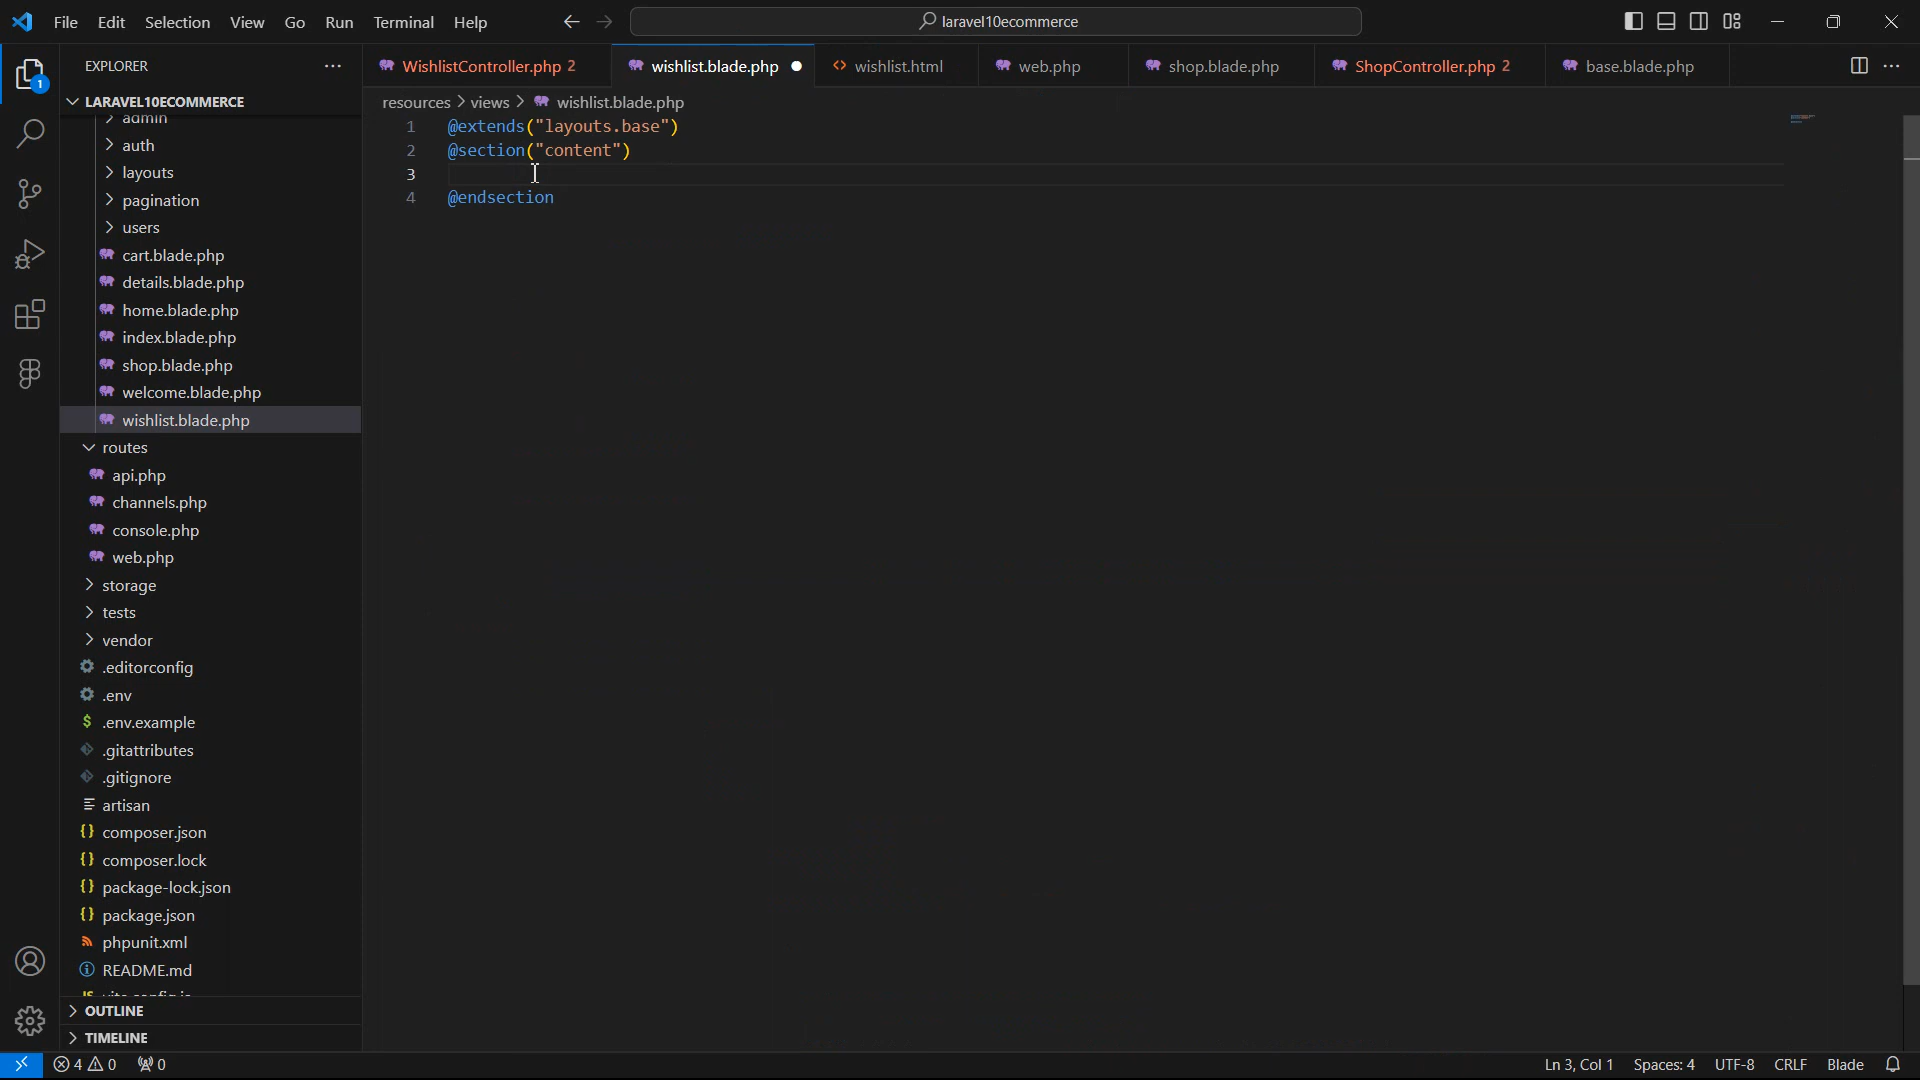 File Edit Selection View Go Run Terminal Help
laravel10ecommerce
EXPLORER
WishlistController.php 2
wishlist.blade.php
wishlist.html
web.php
shop.blade.php
ShopController.php 2
base.blade.php
LARAVEL10ECOMMERCE
resources > views > wishlist.blade.php
admin
auth
layouts
pagination
users
cart.blade.php
details.blade.php
home.blade.php
index.blade.php
shop.blade.php
welcome.blade.php
wishlist.blade.php
routes
api.php
channels.php
console.php
web.php
storage
tests
vendor
.editorconfig
.env
.env.example
.gitattributes
.gitignore
artisan
composer.json
composer.lock
package-lock.json
package.json
phpunit.xml
README.md
OUTLINE
TIMELINE
1 @extends("layouts.base")
2 @section("content")
3
4 @endsection
1
4 0 0
Ln 3, Col 1 Spaces: 4 UTF-8 CRLF Blade